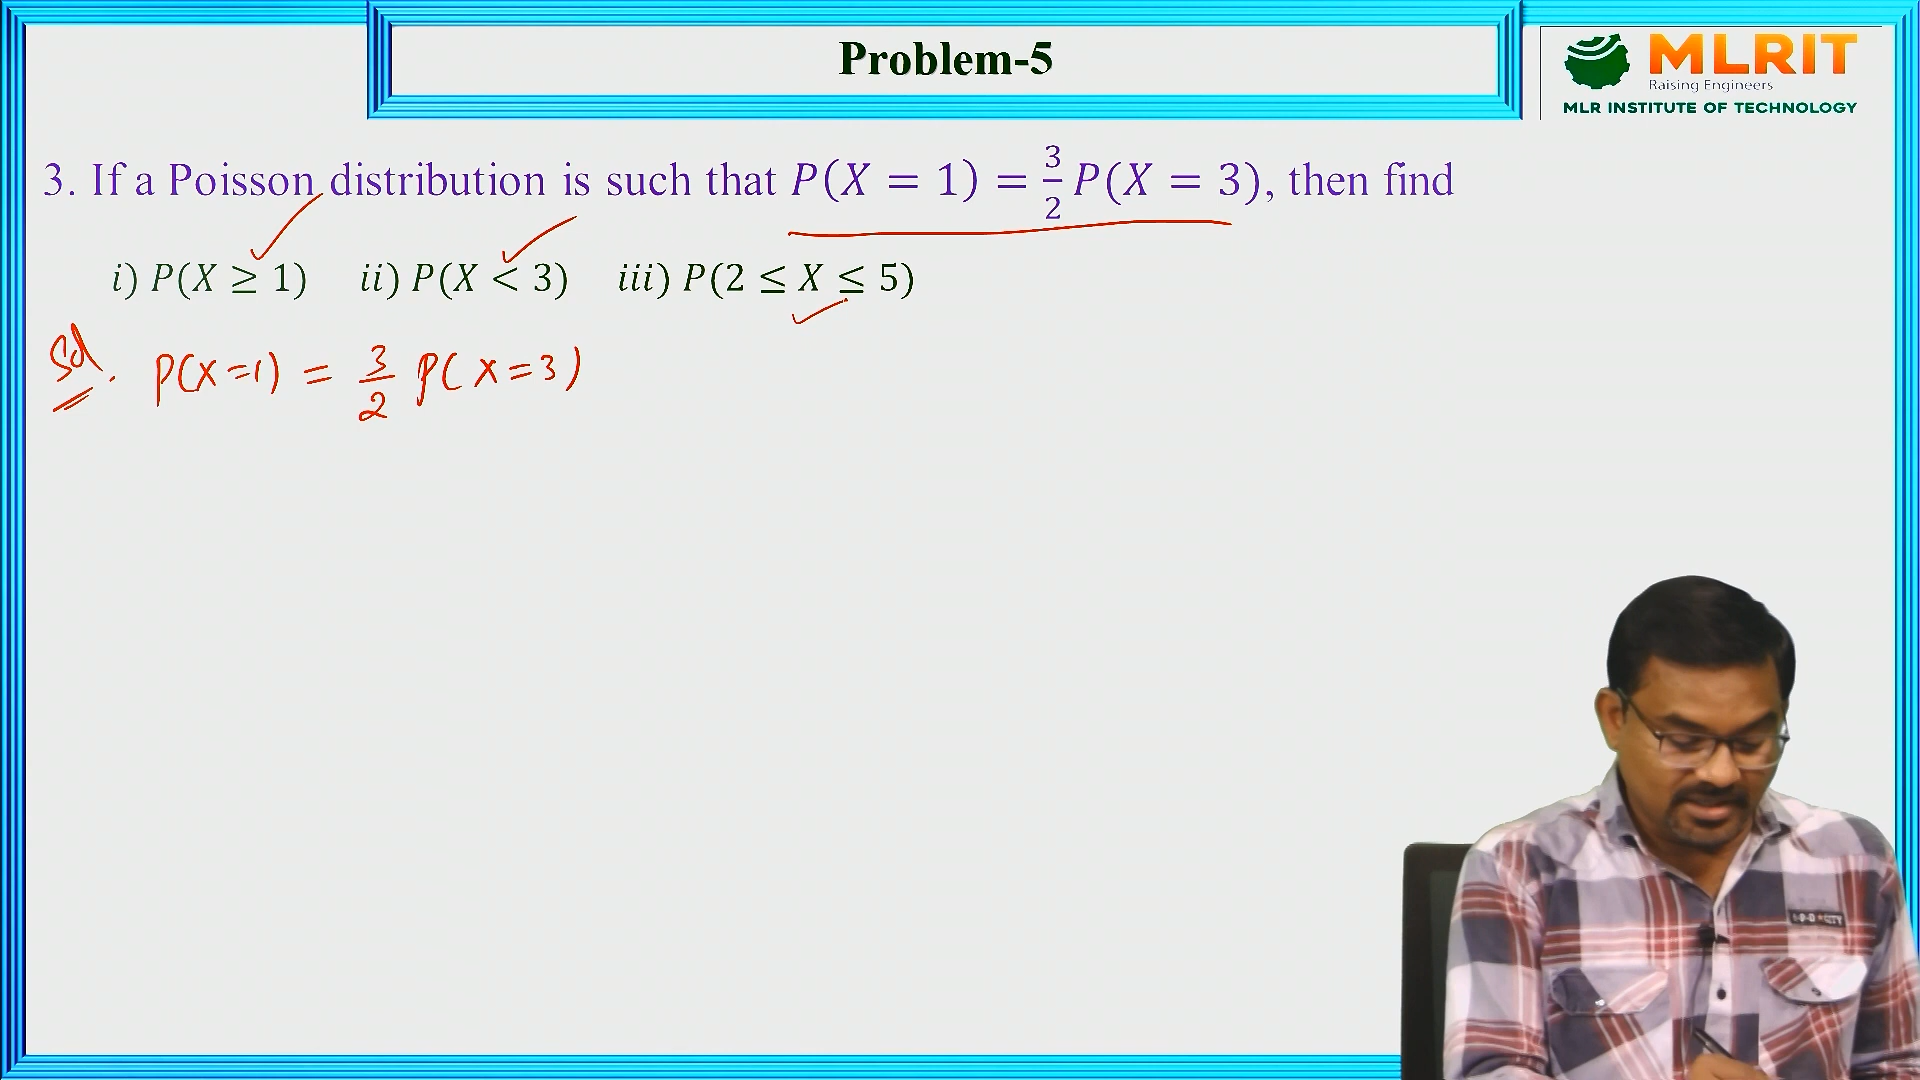 Problem-5
MLRIT
Raising Engineers
MLR INSTITUTE OF TECHNOLOGY
3. If a Poisson distribution is such that P(X = 1) = 3/2 P(X = 3), then find
i) P(X ≥ 1) ii) P(X < 3) iii) P(2 ≤ X ≤ 5)
Sol. P(X=1) = 3/2 P(X=3)